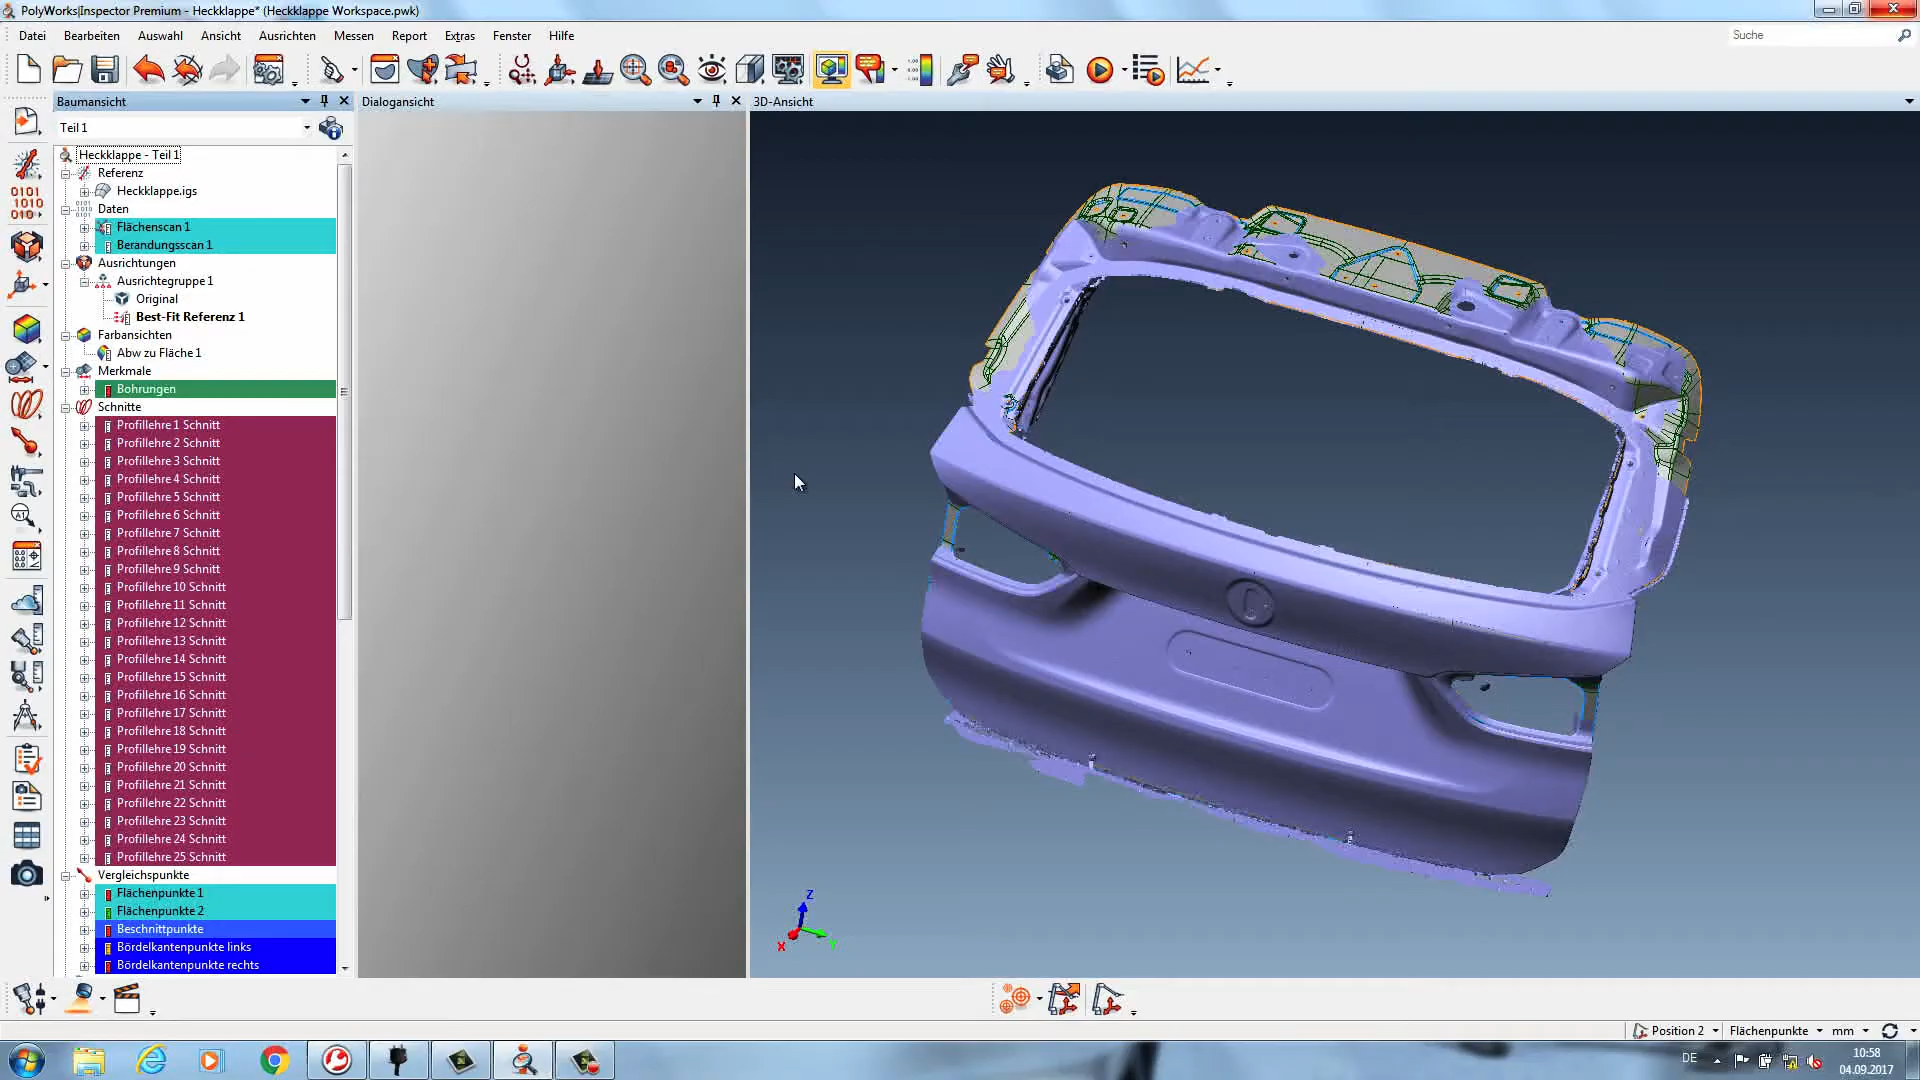 PolyWorks|Inspector Premium - Heckklappe* (Heckklappe Workspace.pwk)
Datei Bearbeiten Auswahl Ansicht Ausrichten Messen Report Extras Fenster Hilfe Suche
Baumansicht Dialogansicht 3D-Ansicht
Teil 1
Heckklappe - Teil 1
Referenz
Heckklappe.igs
Daten
Flächenscan 1
Berandungsscan 1
Ausrichtungen
Ausrichtegruppe 1
Original
Best-Fit Referenz 1
Farbansichten
Abw zu Fläche 1
Merkmale
Bohrungen
Schnitte
Profillehre 1 Schnitt
Profillehre 2 Schnitt
Profillehre 3 Schnitt
Profillehre 4 Schnitt
Profillehre 5 Schnitt
Profillehre 6 Schnitt
Profillehre 7 Schnitt
Profillehre 8 Schnitt
Profillehre 9 Schnitt
Profillehre 10 Schnitt
Profillehre 11 Schnitt
Profillehre 12 Schnitt
Profillehre 13 Schnitt
Profillehre 14 Schnitt
Profillehre 15 Schnitt
Profillehre 16 Schnitt
Profillehre 17 Schnitt
Profillehre 18 Schnitt
Profillehre 19 Schnitt
Profillehre 20 Schnitt
Profillehre 21 Schnitt
Profillehre 22 Schnitt
Profillehre 23 Schnitt
Profillehre 24 Schnitt
Profillehre 25 Schnitt
Vergleichspunkte
Flächenpunkte 1
Flächenpunkte 2
Beschnittpunkte
Bördelkantenpunkte links
Bördelkantenpunkte rechts
Z
X Y
Position 2 Flächenpunkte mm
DE 10:58
04.09.2017